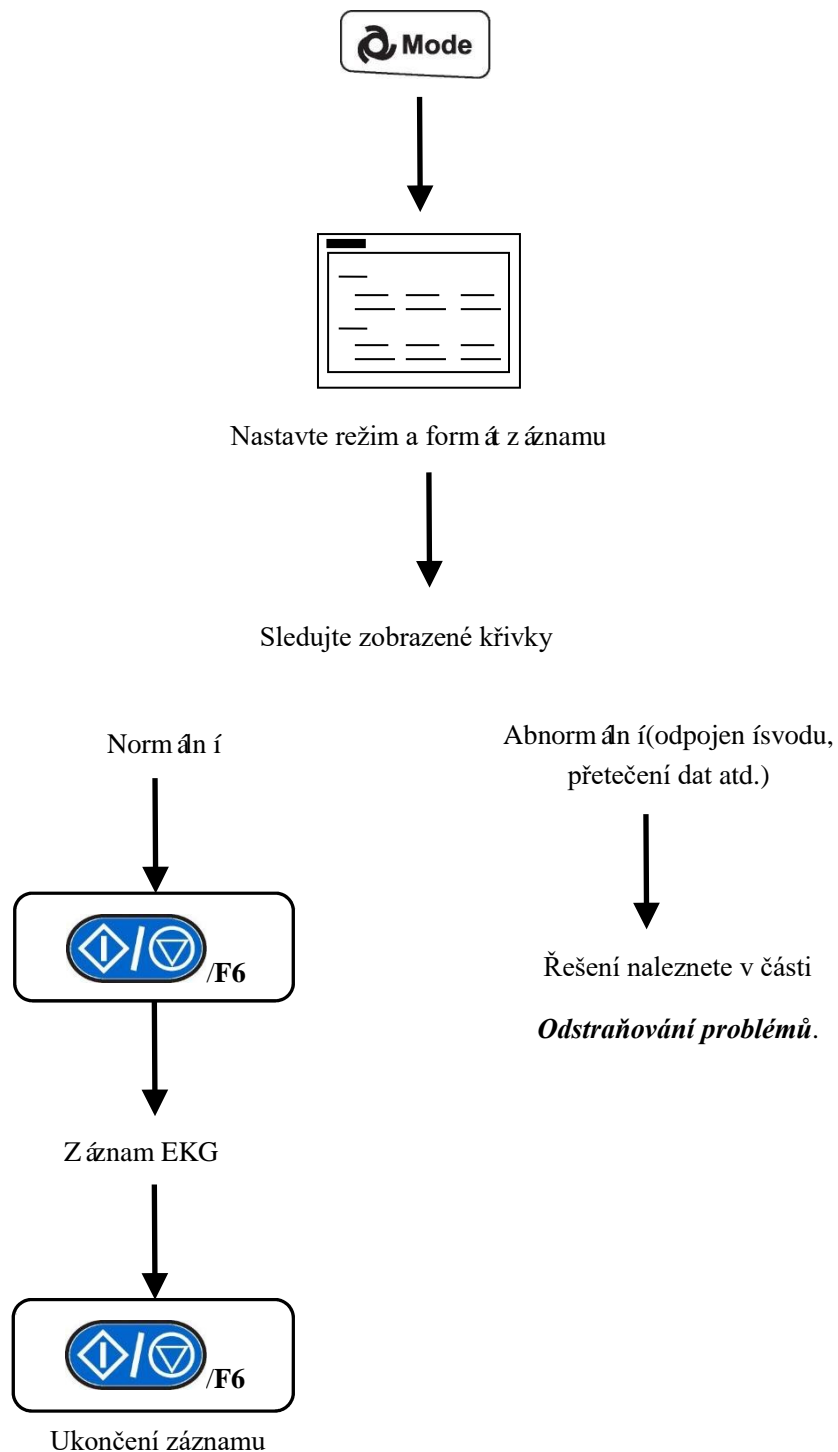 Mode
Nastavte režim a formát záznamu
Sledujte zobrazené křivky
Normální
/F6
Záznam EKG
/F6
Ukončení záznamu
Abnormální(odpojení svodu,
přetečení dat atd.)
Řešení naleznete v části
Odstraňování problémů.